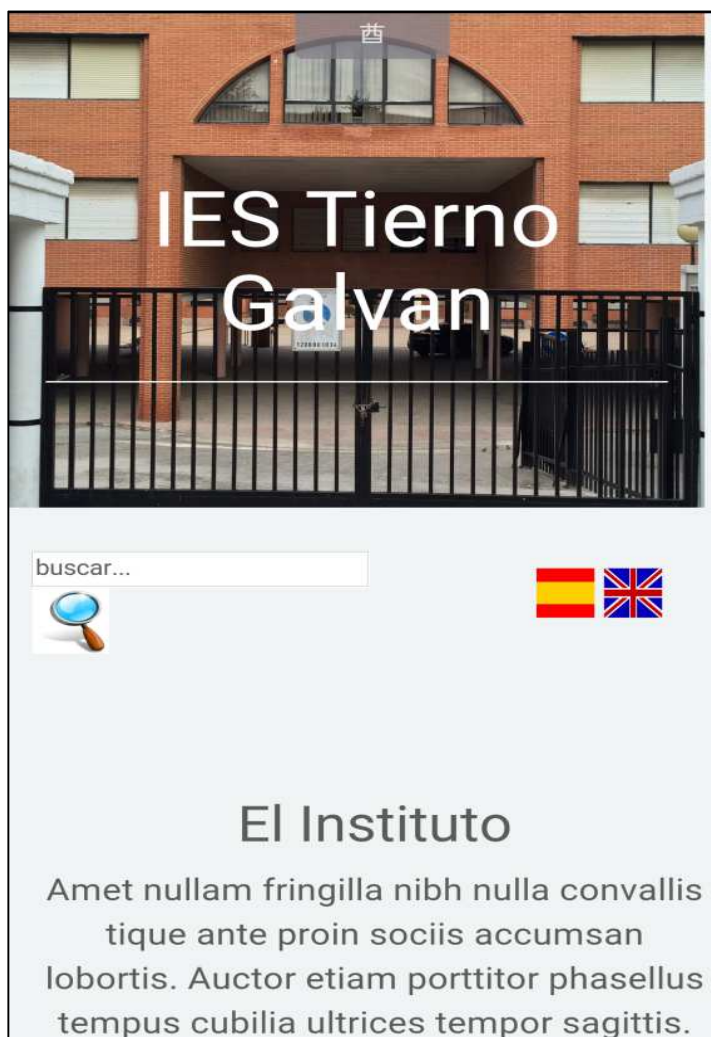 酋
IES Tierno
Galvan
buscar...
El Instituto
Amet nullam fringilla nibh nulla convallis
tique ante proin sociis accumsan
lobortis. Auctor etiam porttitor phasellus
tempus cubilia ultrices tempor sagittis.